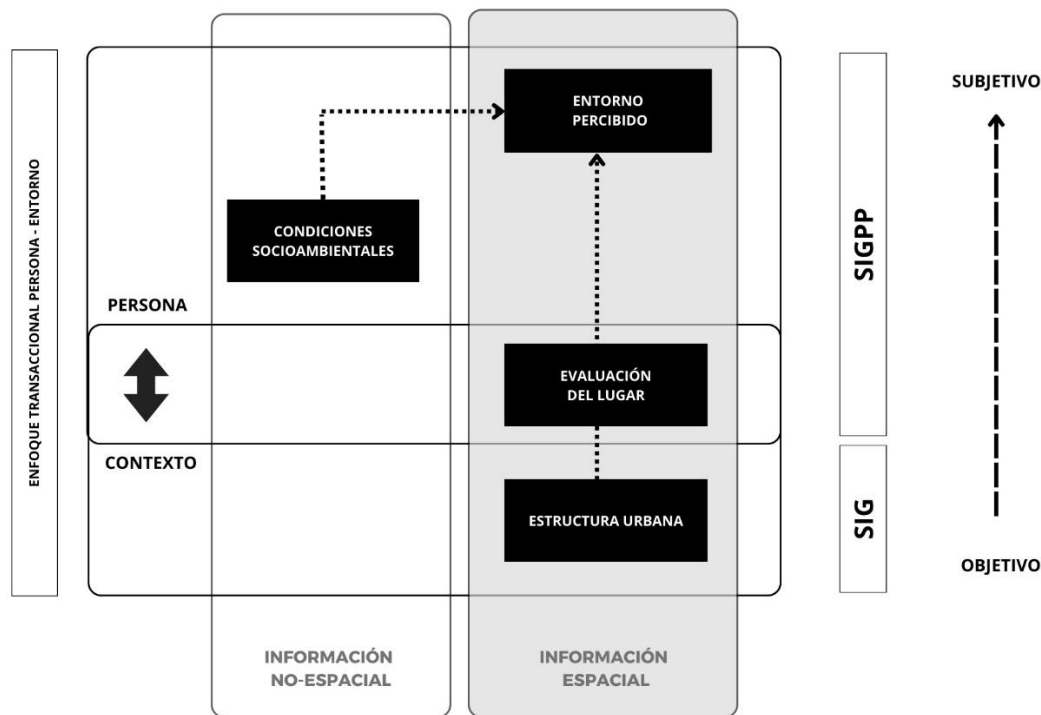 ENFOQUE TRANSACCIONAL PERSONA - ENTORNO
ENTORNO
PERCIBIDO
CONDICIONES
SOCIOAMBIENTALES
PERSONA
EVALUACIÓN
DEL LUGAR
CONTEXTO
ESTRUCTURA URBANA
INFORMACIÓN
NO-ESPACIAL
INFORMACIÓN
ESPACIAL
SIGPP
SIG
SUBJETIVO
OBJETIVO